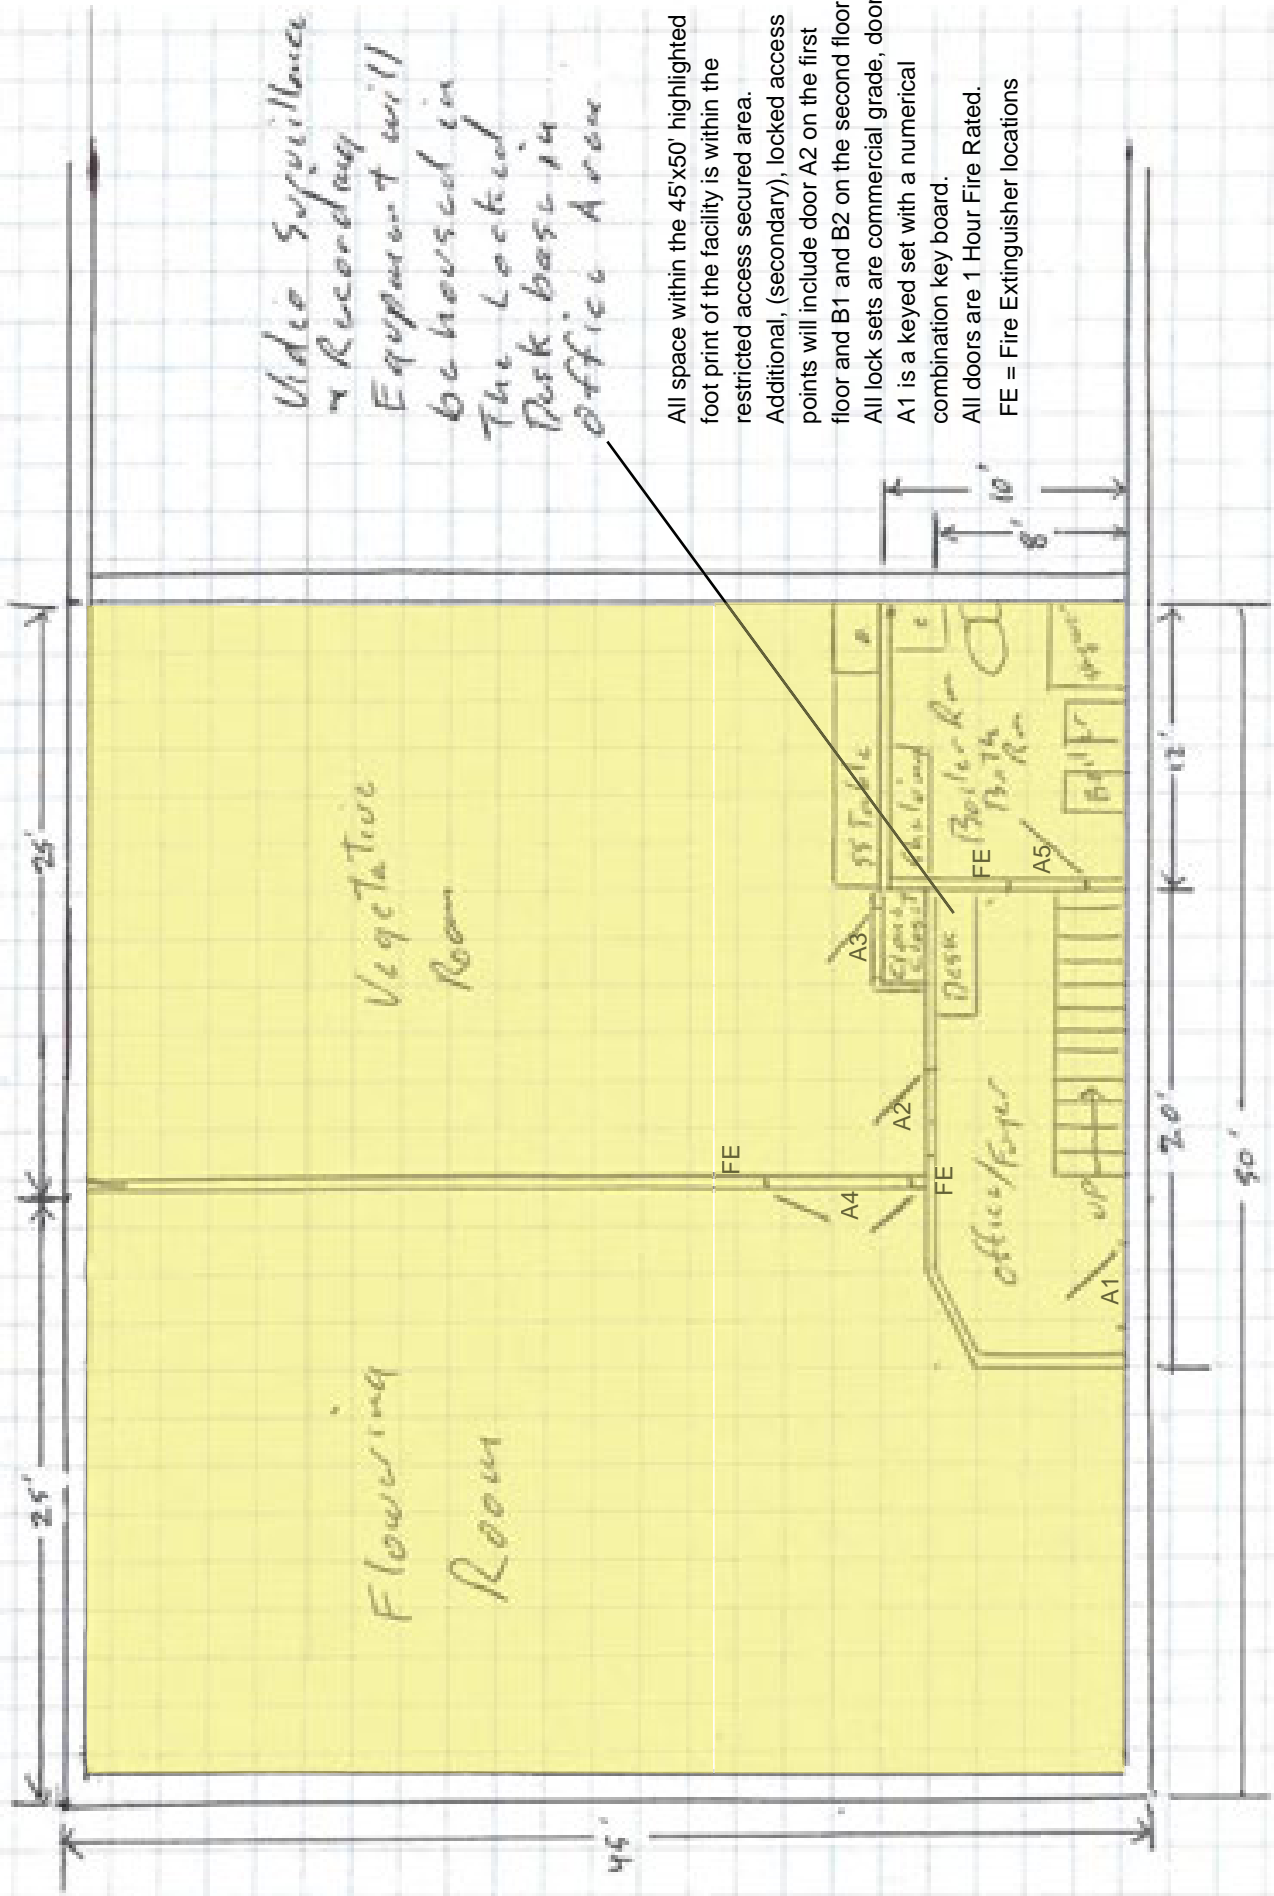 Video Surveillance
& Recording
Equipment will
be housed in
The Locked
Desk base in
office Area
All space within the 45'x50' highlighted
foot print of the facility is within the
restricted access secured area.
Additional, (secondary), locked access
points will include door A2 on the first
floor and B1 and B2 on the second floor
All lock sets are commercial grade, door
A1 is a keyed set with a numerical
combination key board.
All doors are 1 Hour Fire Rated.
FE = Fire Extinguisher locations
25'
25'
45'
Flowering
Room
Vegetative
Room
SS Table
A3
Desk
Boiler Rm
Bath
Rm
Boiler
FE
A5
A2
FE
A4
FE
office/Foyer
UP
A1
10'
8'
12'
20'
50'